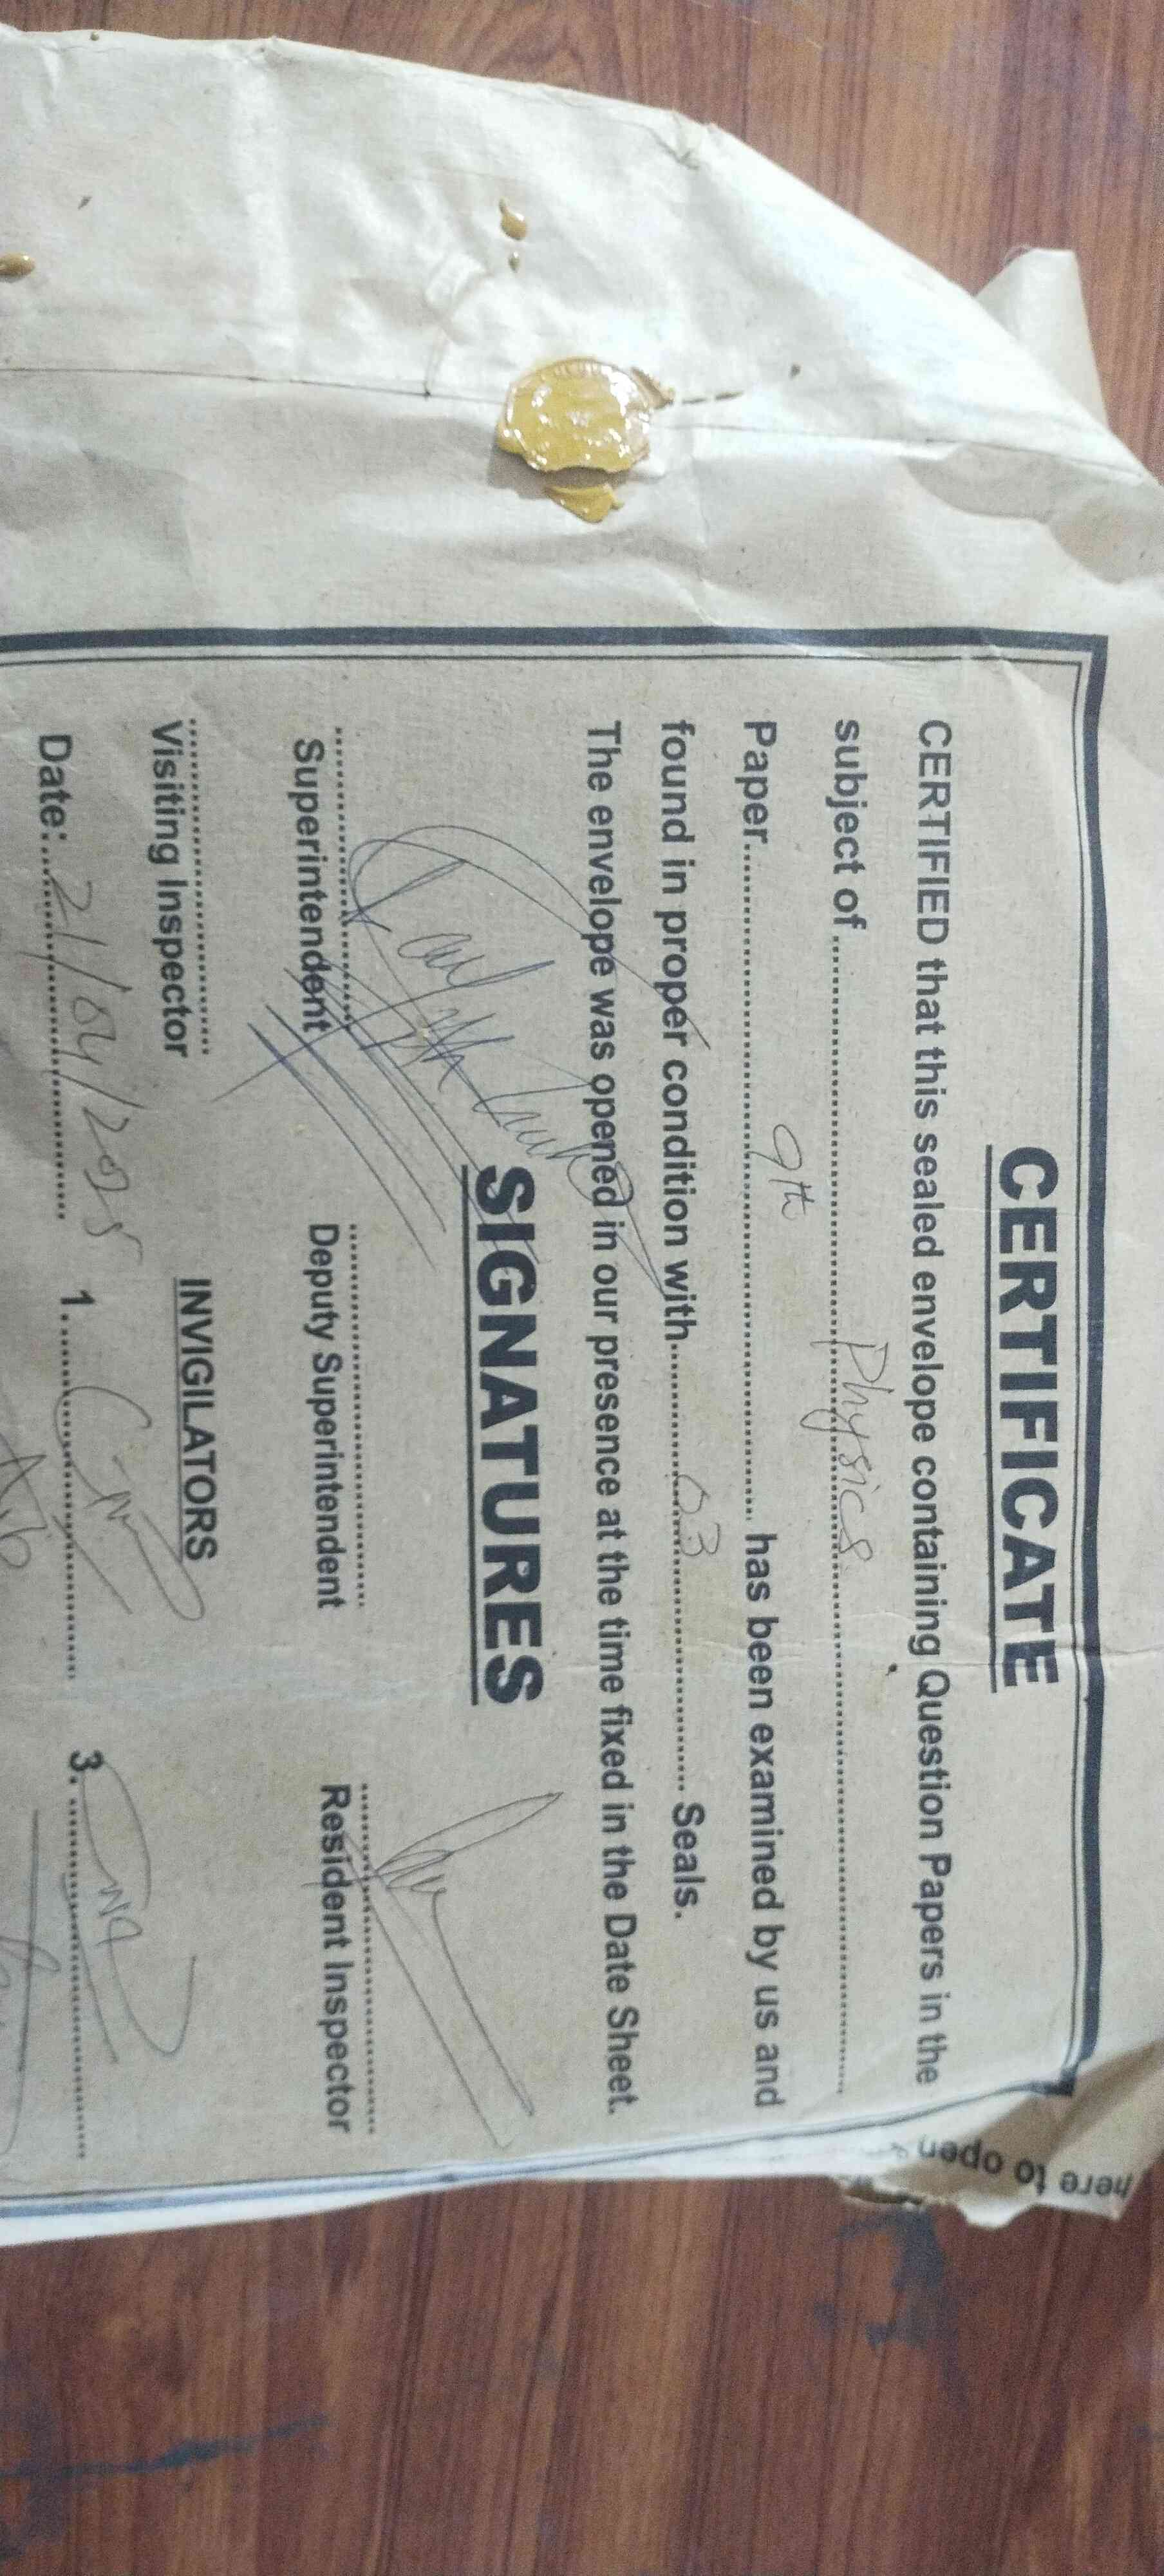 CERTIFICATE
CERTIFIED that this sealed envelope containing Question Papers in the
subject of Physics
Paper 9th has been examined by us and
found in proper condition with 03 Seals.
The envelope was opened in our presence at the time fixed in the Date Sheet.
SIGNATURES
Superintendent Deputy Superintendent Resident Inspector
Visiting Inspector INVIGILATORS
Date: 21/04/2025 1. 3.
here to open